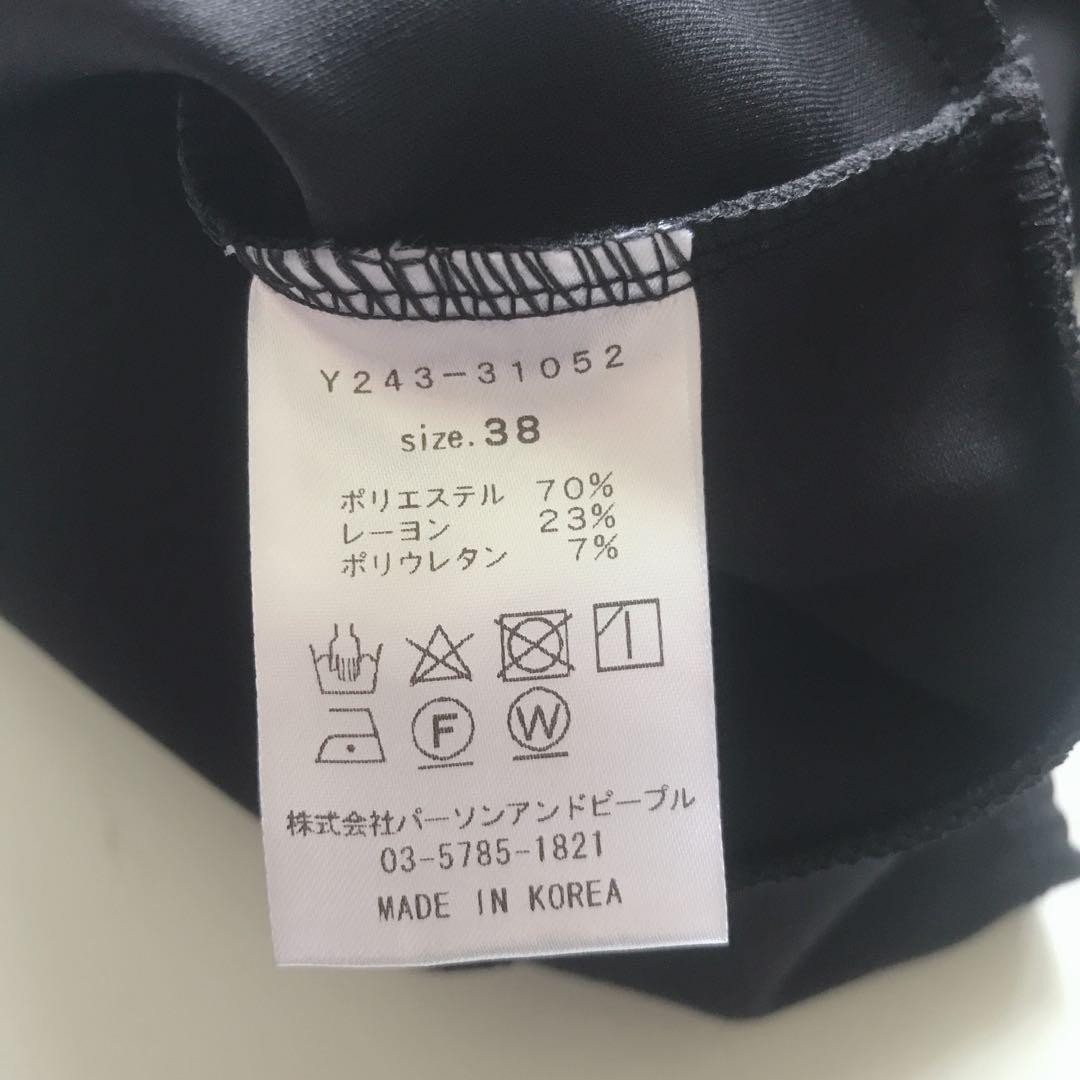 Y243-31052
size.38
ポリエステル 70%
レーヨン 23%
ポリウレタン 7%
F W
株式会社パーソンアンドピープル
03-5785-1821
MADE IN KOREA